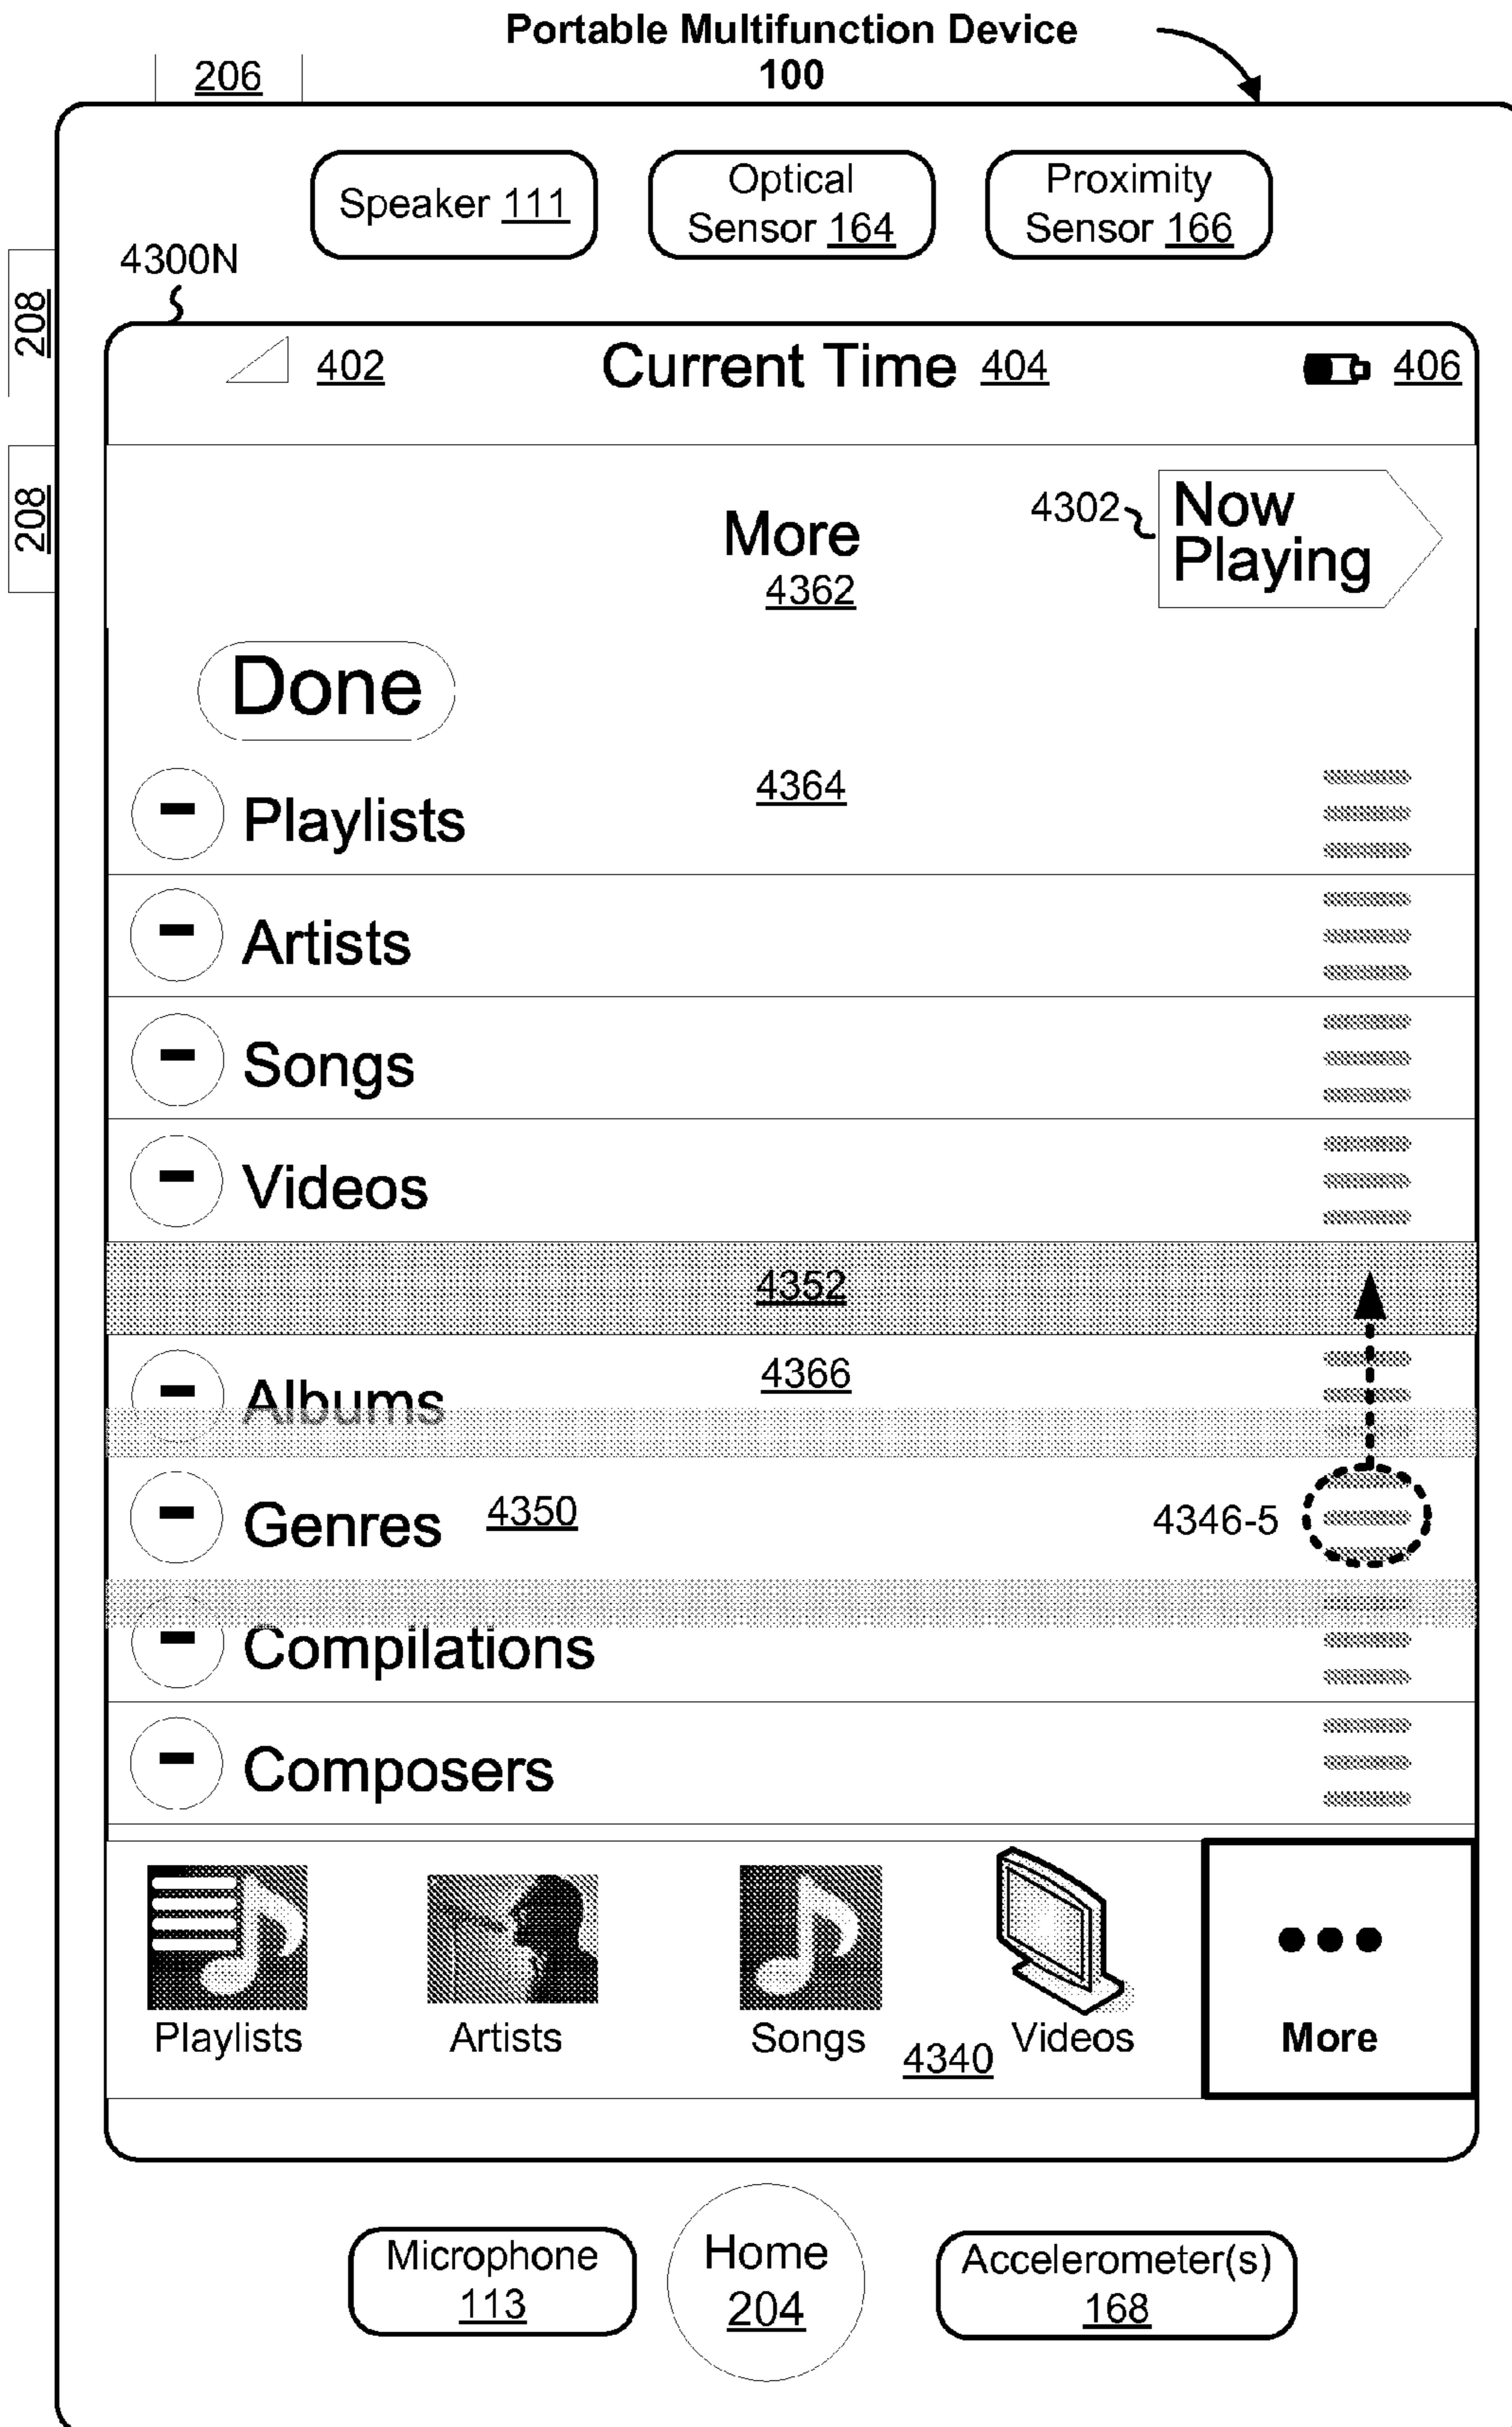 Portable Multifunction Device
100
206
Speaker 111
Optical
Sensor 164
Proximity
Sensor 166
4300N
208
208
402
Current Time 404
406
More
4362
4302
Now
Playing
Done
4364
Playlists
Artists
Songs
Videos
4352
Albums
4366
Genres 4350
4346-5
Compilations
Composers
Playlists
Artists
Songs
4340
Videos
More
Microphone
113
Home
204
Accelerometer(s)
168